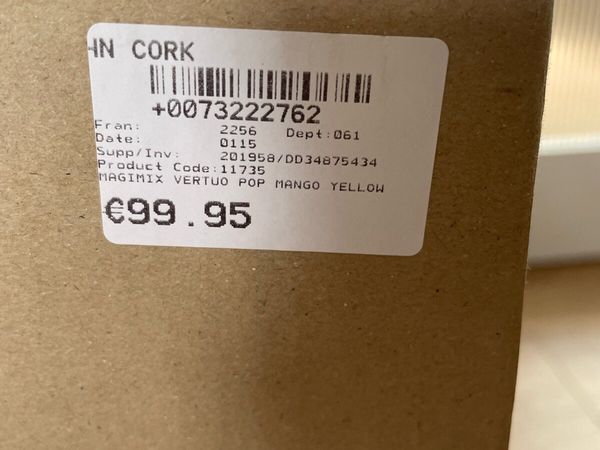 HN CORK
+0073222762
Fran: 2256 Dept:061
Date: 0115
Supp/Inv: 201958/DD34875434
Product Code:11735
MAGIMIX VERTUO POP MANGO YELLOW
€99.95